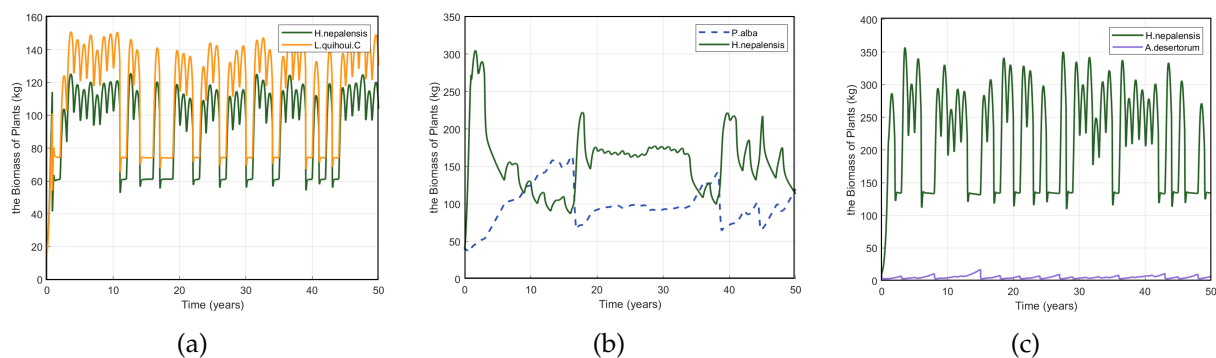 the Biomass of Plants (kg)
160
140
120
100
80
60
40
20
0
H.nepalensis
L.quihoui.C
0 10 20 30 40 50
Time (years)
(a)
the Biomass of Plants (kg)
350
300
250
200
150
100
50
0
P.alba
H.nepalensis
0 10 20 30 40 50
Time (years)
(b)
the Biomass of Plants (kg)
400
350
300
250
200
150
100
50
0
H.nepalensis
A.desertorum
0 10 20 30 40 50
Time (years)
(c)